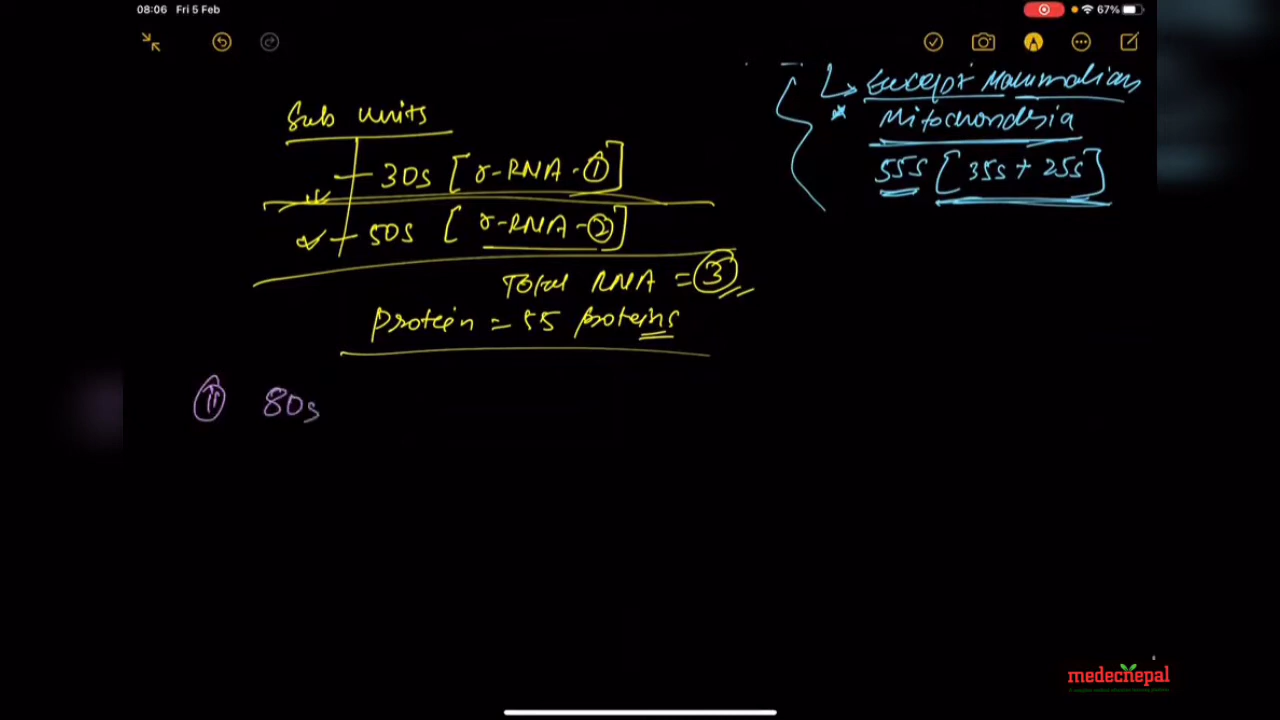 08:06 Fri 5 Feb
67%
Sub units
30s [r-RNA-①]
50s [r-RNA-②]
Total RNA = ③
Protein = 55 proteins
Except Mammalian
Mitochondria
55s [35s + 25s]
ⓘⓘ 80s
medecnepal